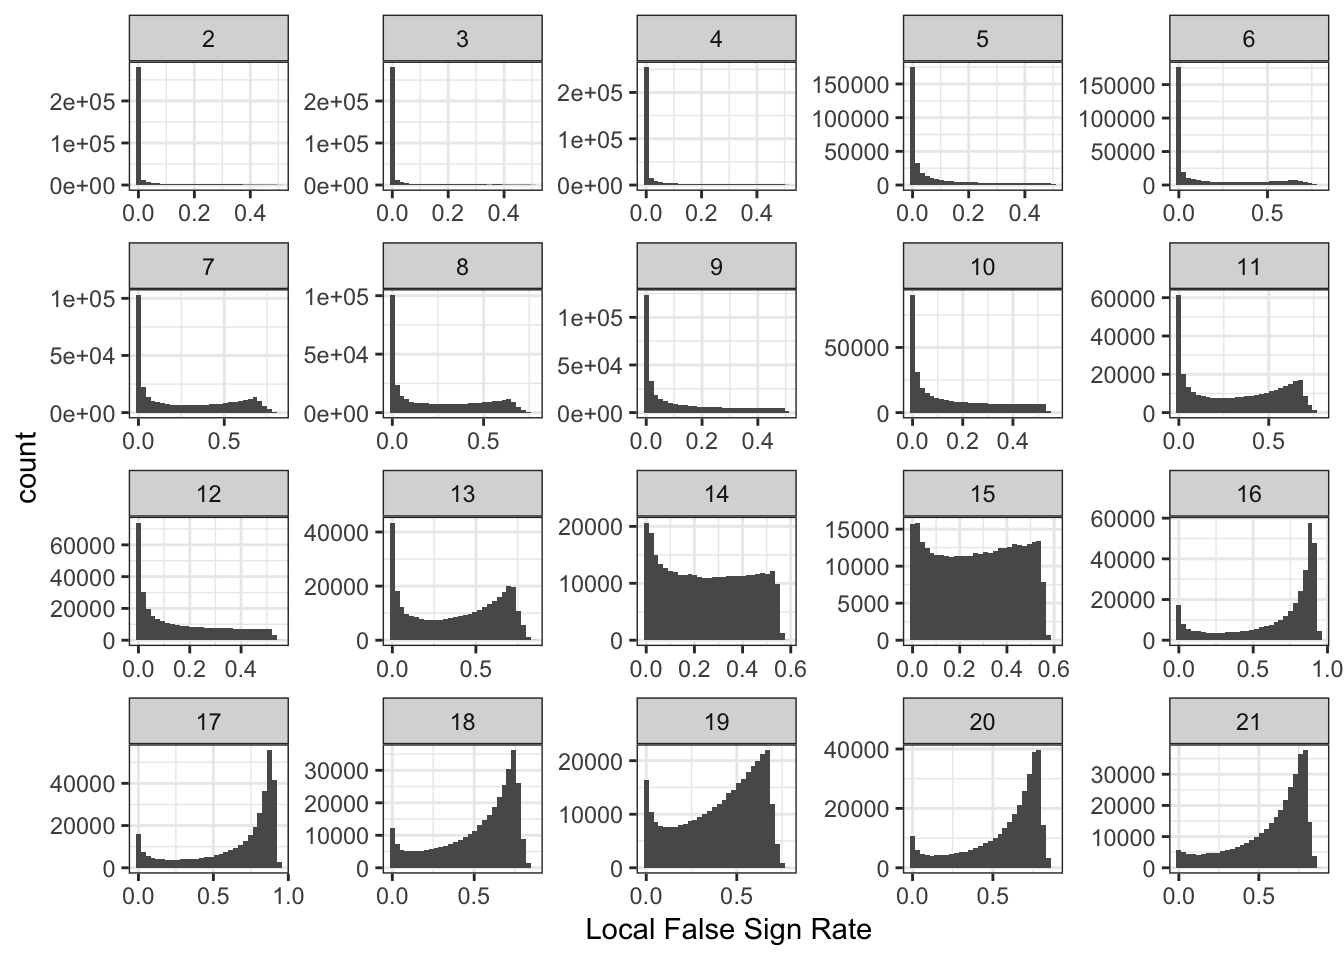 2 3 4 5 6
2e+05 2e+05 2e+05 150000 150000
1e+05 1e+05 1e+05 100000 100000
50000 50000
0e+00 0e+00 0e+00 0 0
0.0 0.2 0.4 0.0 0.2 0.4 0.0 0.2 0.4 0.0 0.2 0.4 0.0 0.5
7 8 9 10 11
1e+05 1e+05 1e+05 60000
5e+04 5e+04 5e+04 50000 40000
20000
0e+00 0e+00 0e+00 0 0
0.0 0.5 0.0 0.5 0.0 0.2 0.4 0.0 0.2 0.4 0.0 0.5
count
12 13 14 15 16
60000 40000 20000 15000 60000
40000 20000 10000 10000 40000
20000 5000 20000
0 0 0 0 0
0.0 0.2 0.4 0.0 0.5 0.0 0.2 0.4 0.6 0.0 0.2 0.4 0.6 0.0 0.5 1.0
17 18 19 20 21
40000 30000 20000 40000 30000
20000 20000 10000 20000 20000
10000 10000
0 0 0 0 0
0.0 0.5 1.0 0.0 0.5 0.0 0.5 0.0 0.5 0.0 0.5
Local False Sign Rate